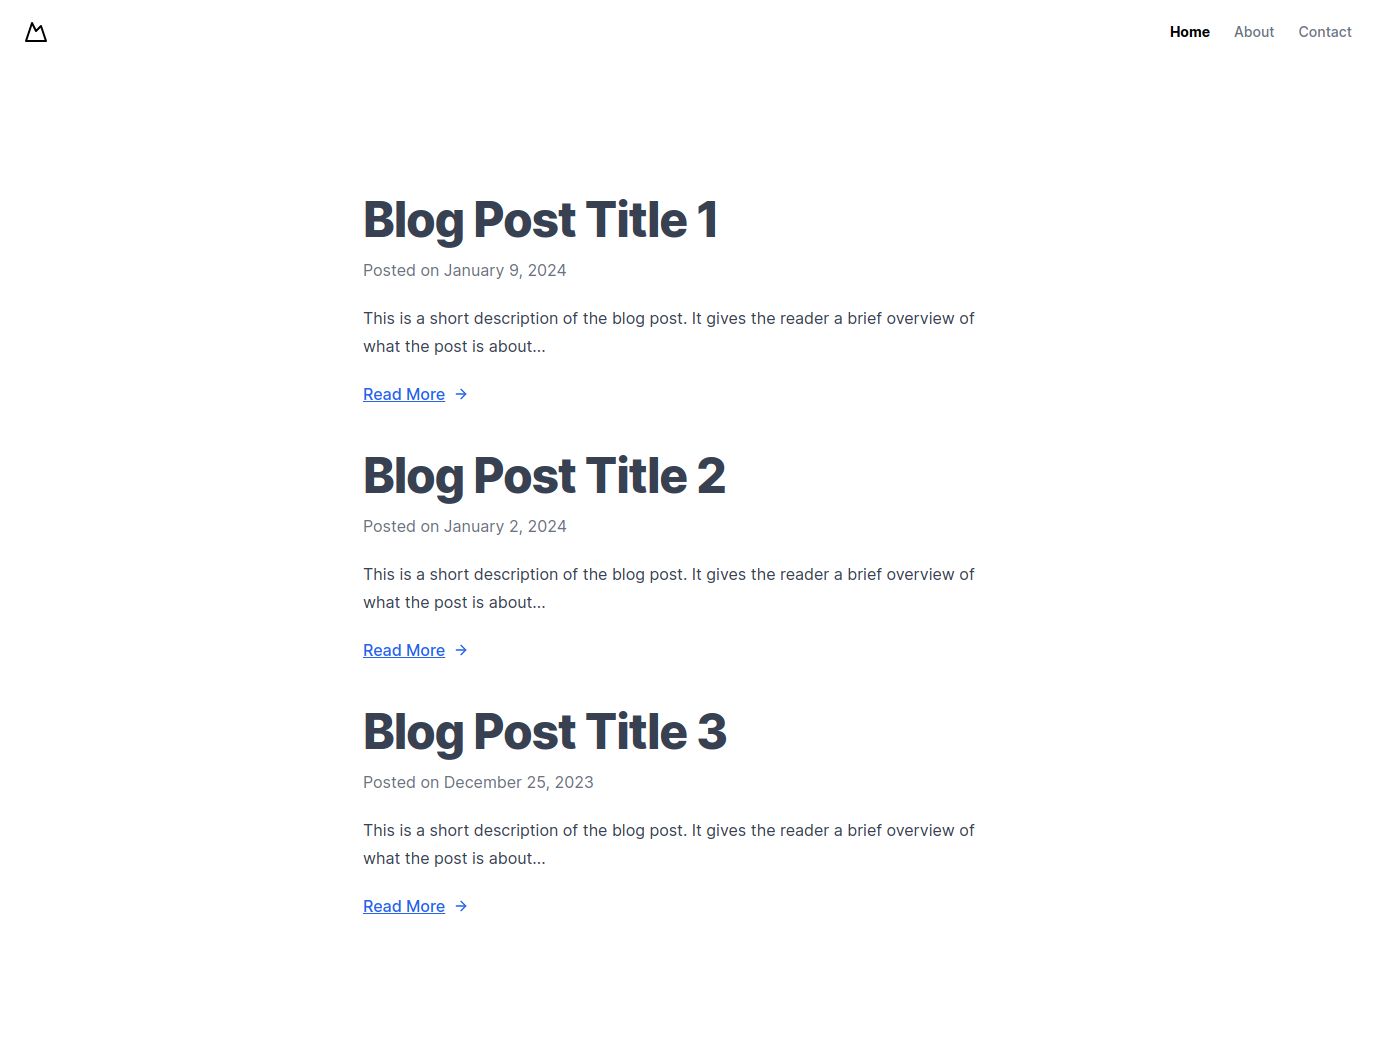 Home About Contact
Blog Post Title 1
Posted on January 9, 2024
This is a short description of the blog post. It gives the reader a brief overview of
what the post is about...
Read More
Blog Post Title 2
Posted on January 2, 2024
This is a short description of the blog post. It gives the reader a brief overview of
what the post is about...
Read More
Blog Post Title 3
Posted on December 25, 2023
This is a short description of the blog post. It gives the reader a brief overview of
what the post is about...
Read More